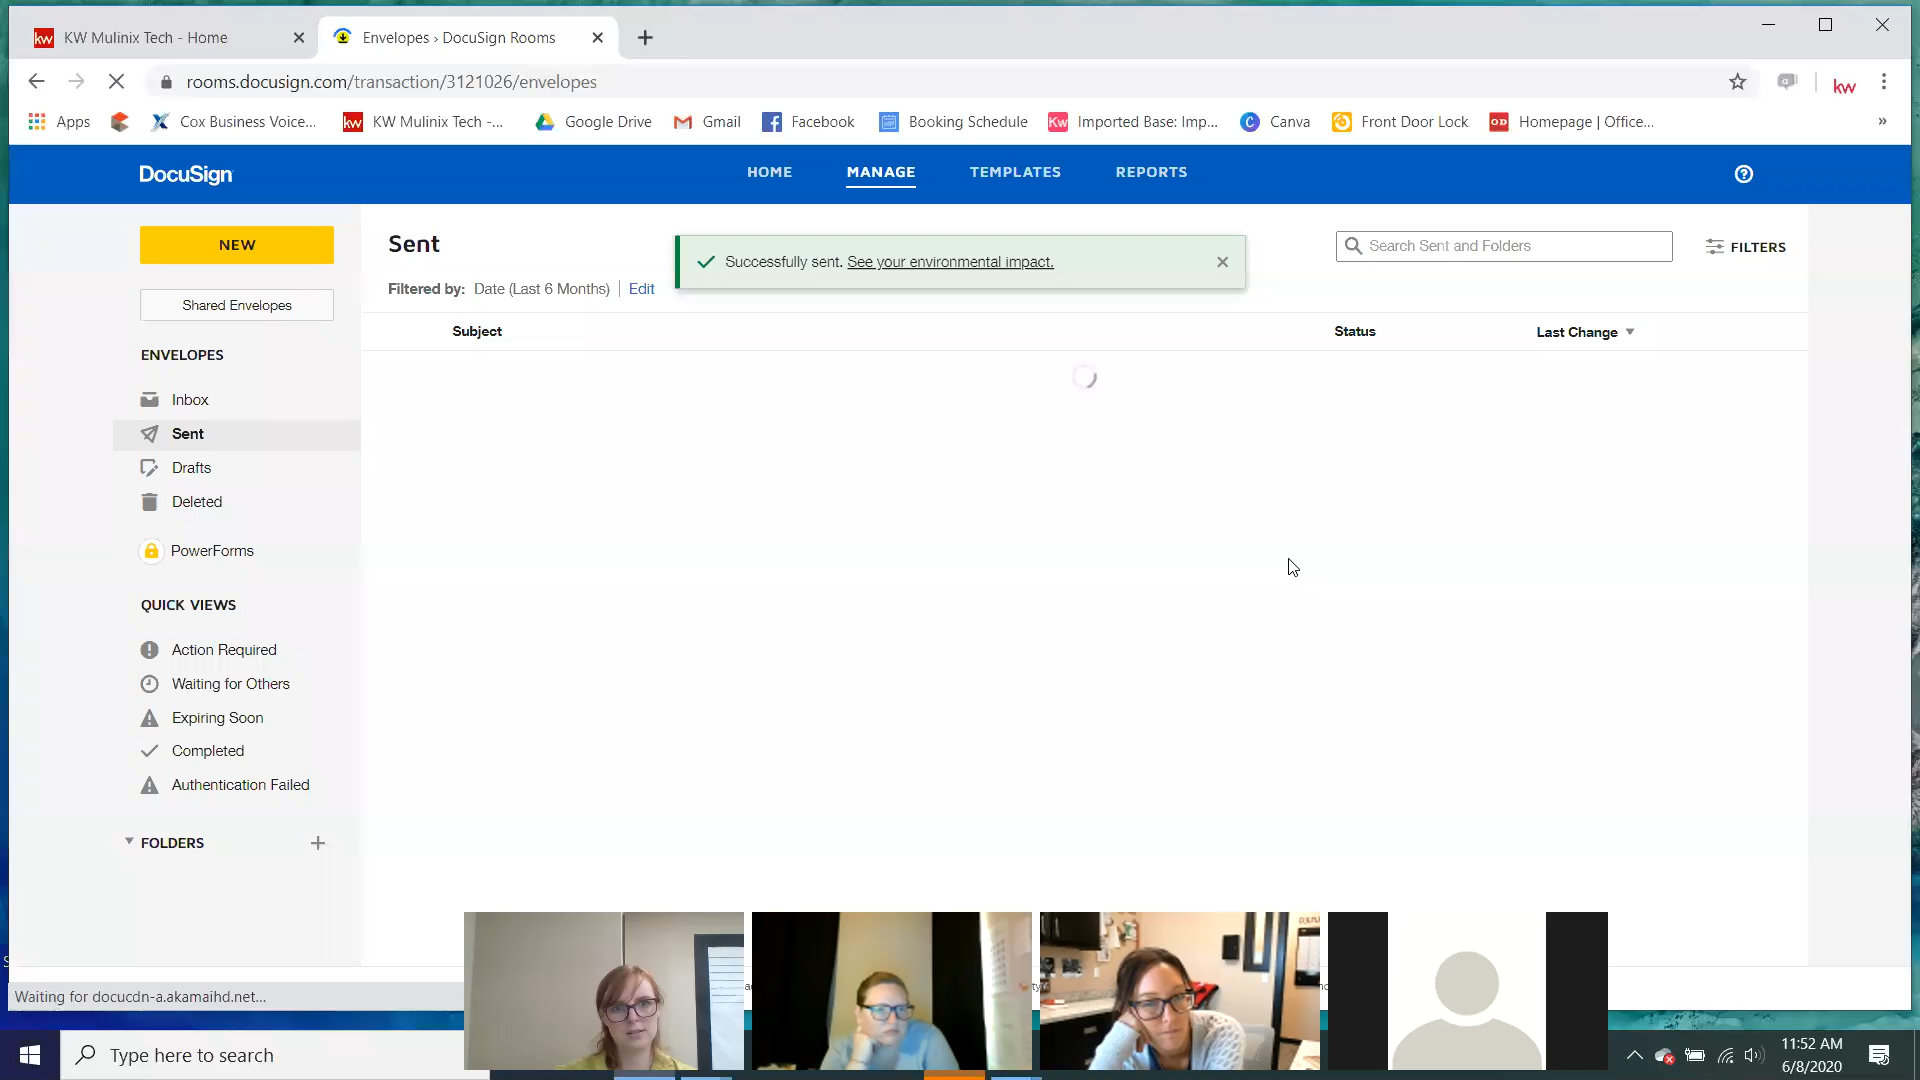 KW Mulinix Tech - Home
Envelopes › DocuSign Rooms
rooms.docusign.com/transaction/3121026/envelopes
kw
Apps
Cox Business Voice...
kw
KW Mulinix Tech -...
Google Drive
Gmail
Facebook
Booking Schedule
Kw
Imported Base: Imp...
Canva
Front Door Lock
OD
Homepage | Office...
»
DocuSign
HOME
MANAGE
TEMPLATES
REPORTS
NEW
Shared Envelopes
ENVELOPES
Inbox
Sent
Drafts
Deleted
PowerForms
QUICK VIEWS
Action Required
Waiting for Others
Expiring Soon
Completed
Authentication Failed
FOLDERS
Sent
Successfully sent. See your environmental impact.
Search Sent and Folders
FILTERS
Filtered by: Date (Last 6 Months) | Edit
Subject
Status
Last Change
Waiting for docucdn-a.akamaihd.net...
Type here to search
11:52 AM
6/8/2020